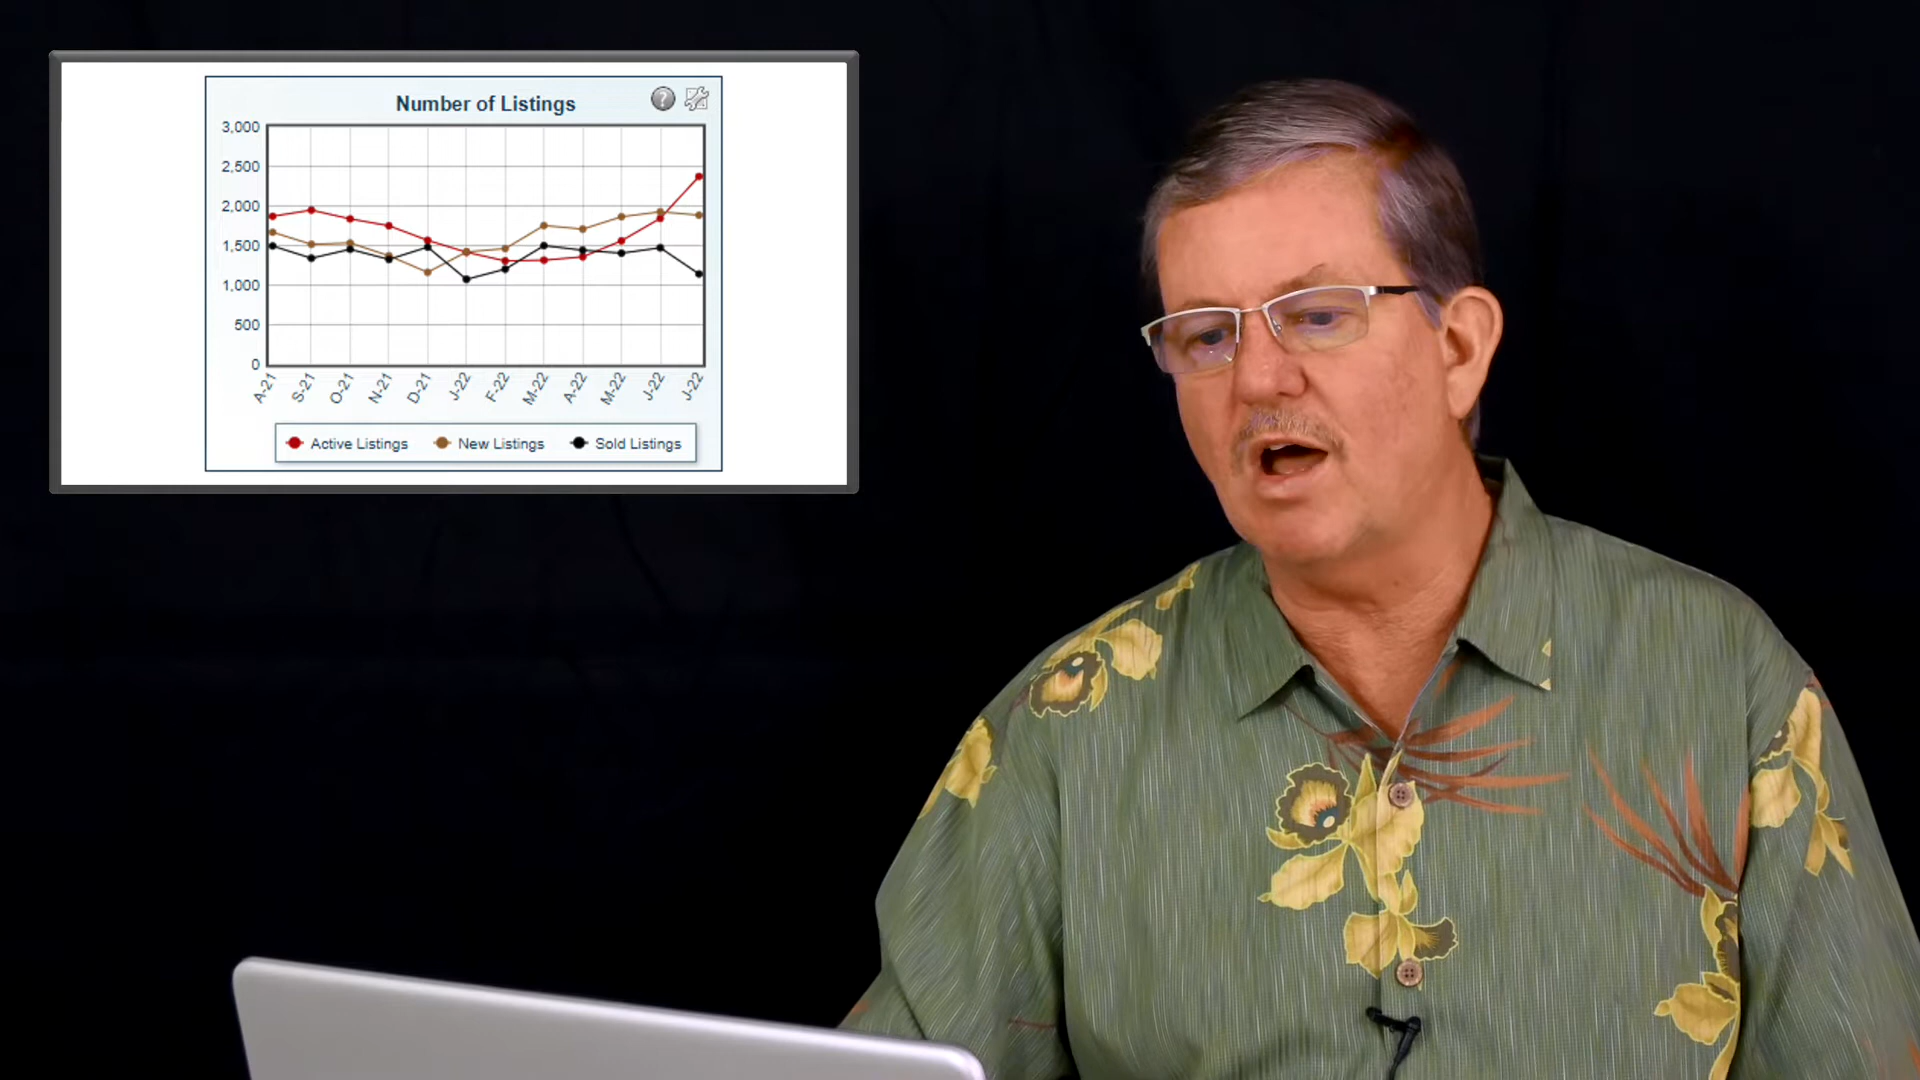 Number of Listings
?
3,000
2,500
2,000
1,500
1,000
500
0
A-21 S-21 O-21 N-21 D-21 J-22 F-22 M-22 A-22 M-22 J-22 J-22
Active Listings New Listings Sold Listings